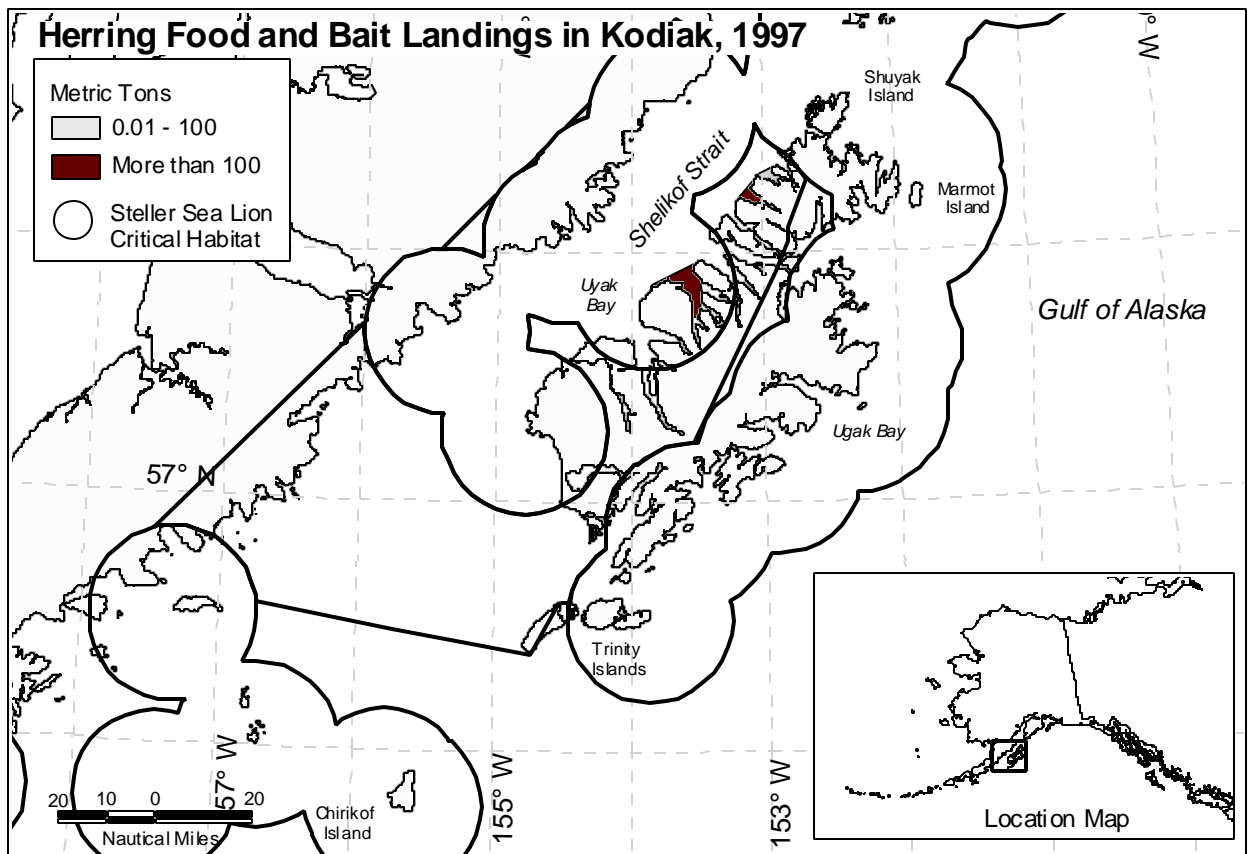 Herring Food and Bait Landings in Kodiak, 1997
° W
° W
Metric Tons
0.01 - 100
More than 100
Steller Sea Lion
Critical Habitat
Shuyak
Island
Shelikof Strait
Marmot
Island
Uyak
Bay
Gulf of Alaska
Ugak Bay
57° N
Trinity
Islands
57° W
155° W
153° W
20 10 0 20
Nautical Miles
Chirikof
Island
Location Map